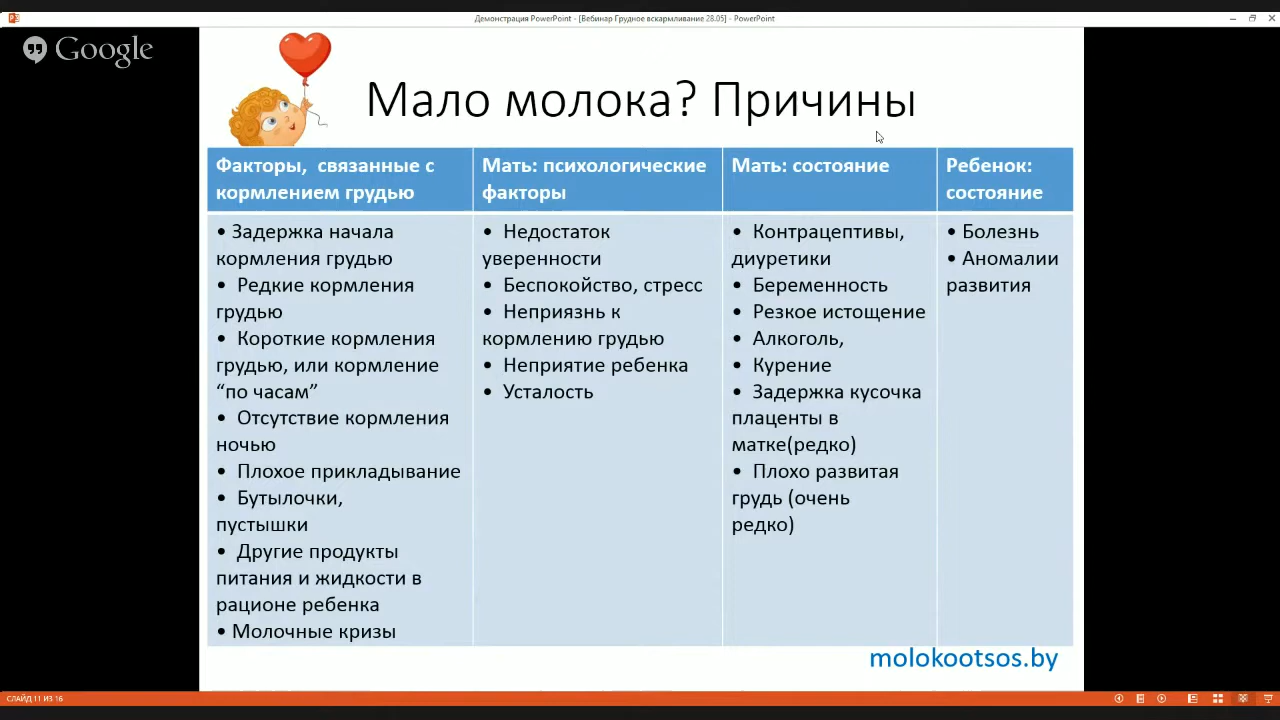 Демонстрация PowerPoint - [Вебинар Грудное вскармливание 28.05] - PowerPoint
Google
Мало молока? Причины
Факторы, связанные с
кормлением грудью
• Задержка начала
кормления грудью
• Редкие кормления
грудью
• Короткие кормления
грудью, или кормление
“по часам”
• Отсутствие кормления
ночью
• Плохое прикладывание
• Бутылочки,
пустышки
• Другие продукты
питания и жидкости в
рационе ребенка
• Молочные кризы
Мать: психологические
факторы
• Недостаток
уверенности
• Беспокойство, стресс
• Неприязнь к
кормлению грудью
• Неприятие ребенка
• Усталость
Мать: состояние
• Контрацептивы,
диуретики
• Беременность
• Резкое истощение
• Алкоголь,
• Курение
• Задержка кусочка
плаценты в
матке(редко)
• Плохо развитая
грудь (очень
редко)
Ребенок:
состояние
• Болезнь
• Аномалии
развития
molokootsos.by
СЛАЙД 11 ИЗ 16